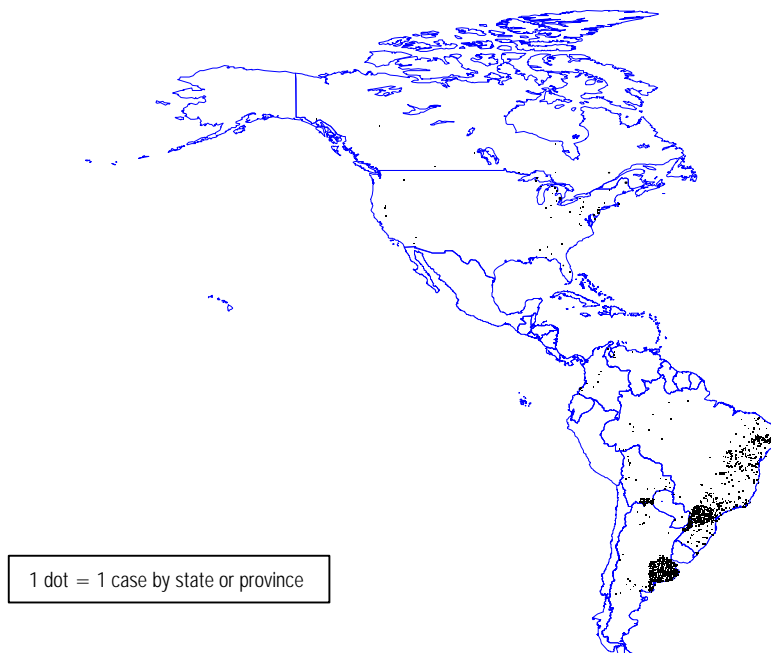 1 dot = 1 case by state or province